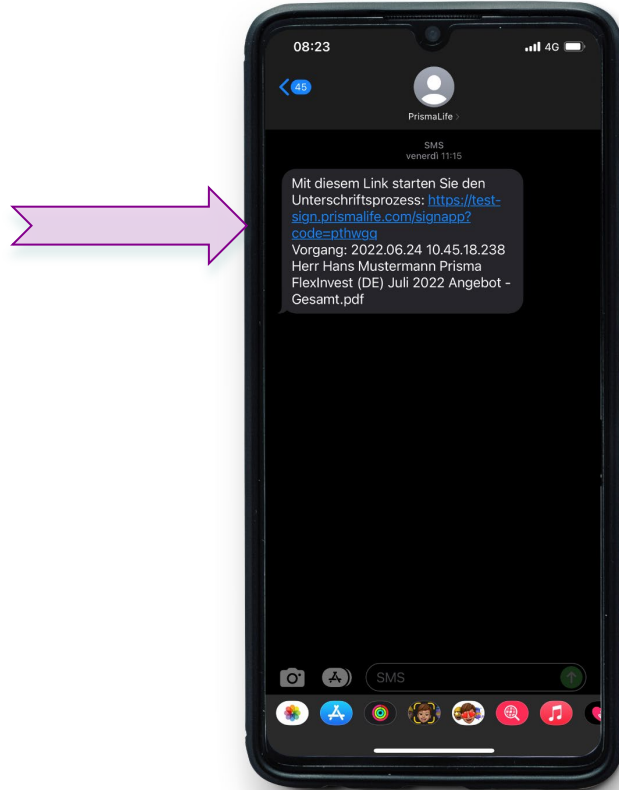 08:23
4G
45
PrismaLife
SMS
venerdì 11:15
Mit diesem Link starten Sie den
Unterschriftsprozess: https://test-
sign.prismalife.com/signapp?
code=pthwgq
Vorgang: 2022.06.24 10.45.18.238
Herr Hans Mustermann Prisma
FlexInvest (DE) Juli 2022 Angebot -
Gesamt.pdf
SMS